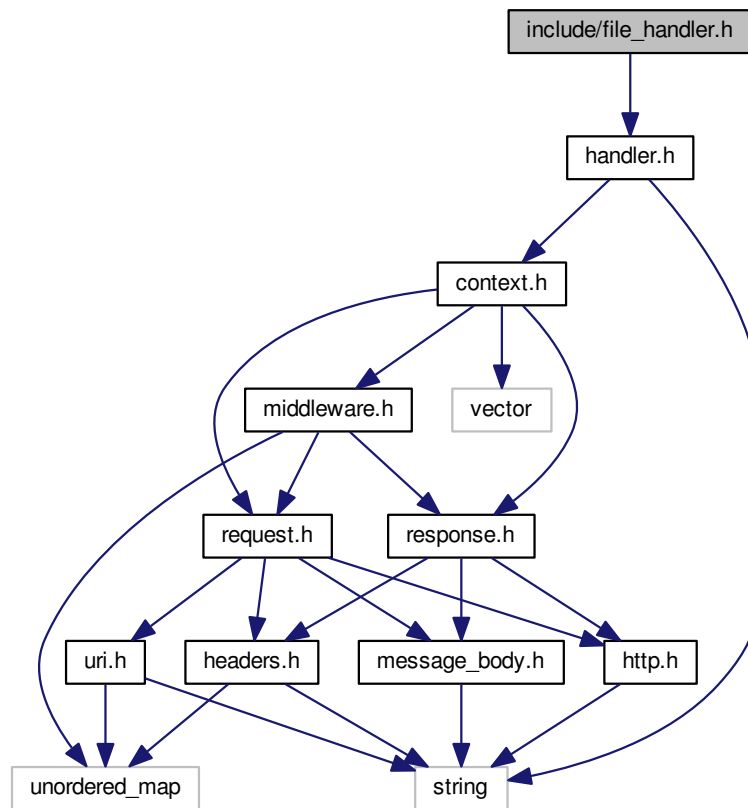 include/file_handler.h
handler.h
context.h
middleware.h
vector
request.h
response.h
uri.h
headers.h
message_body.h
http.h
unordered_map
string